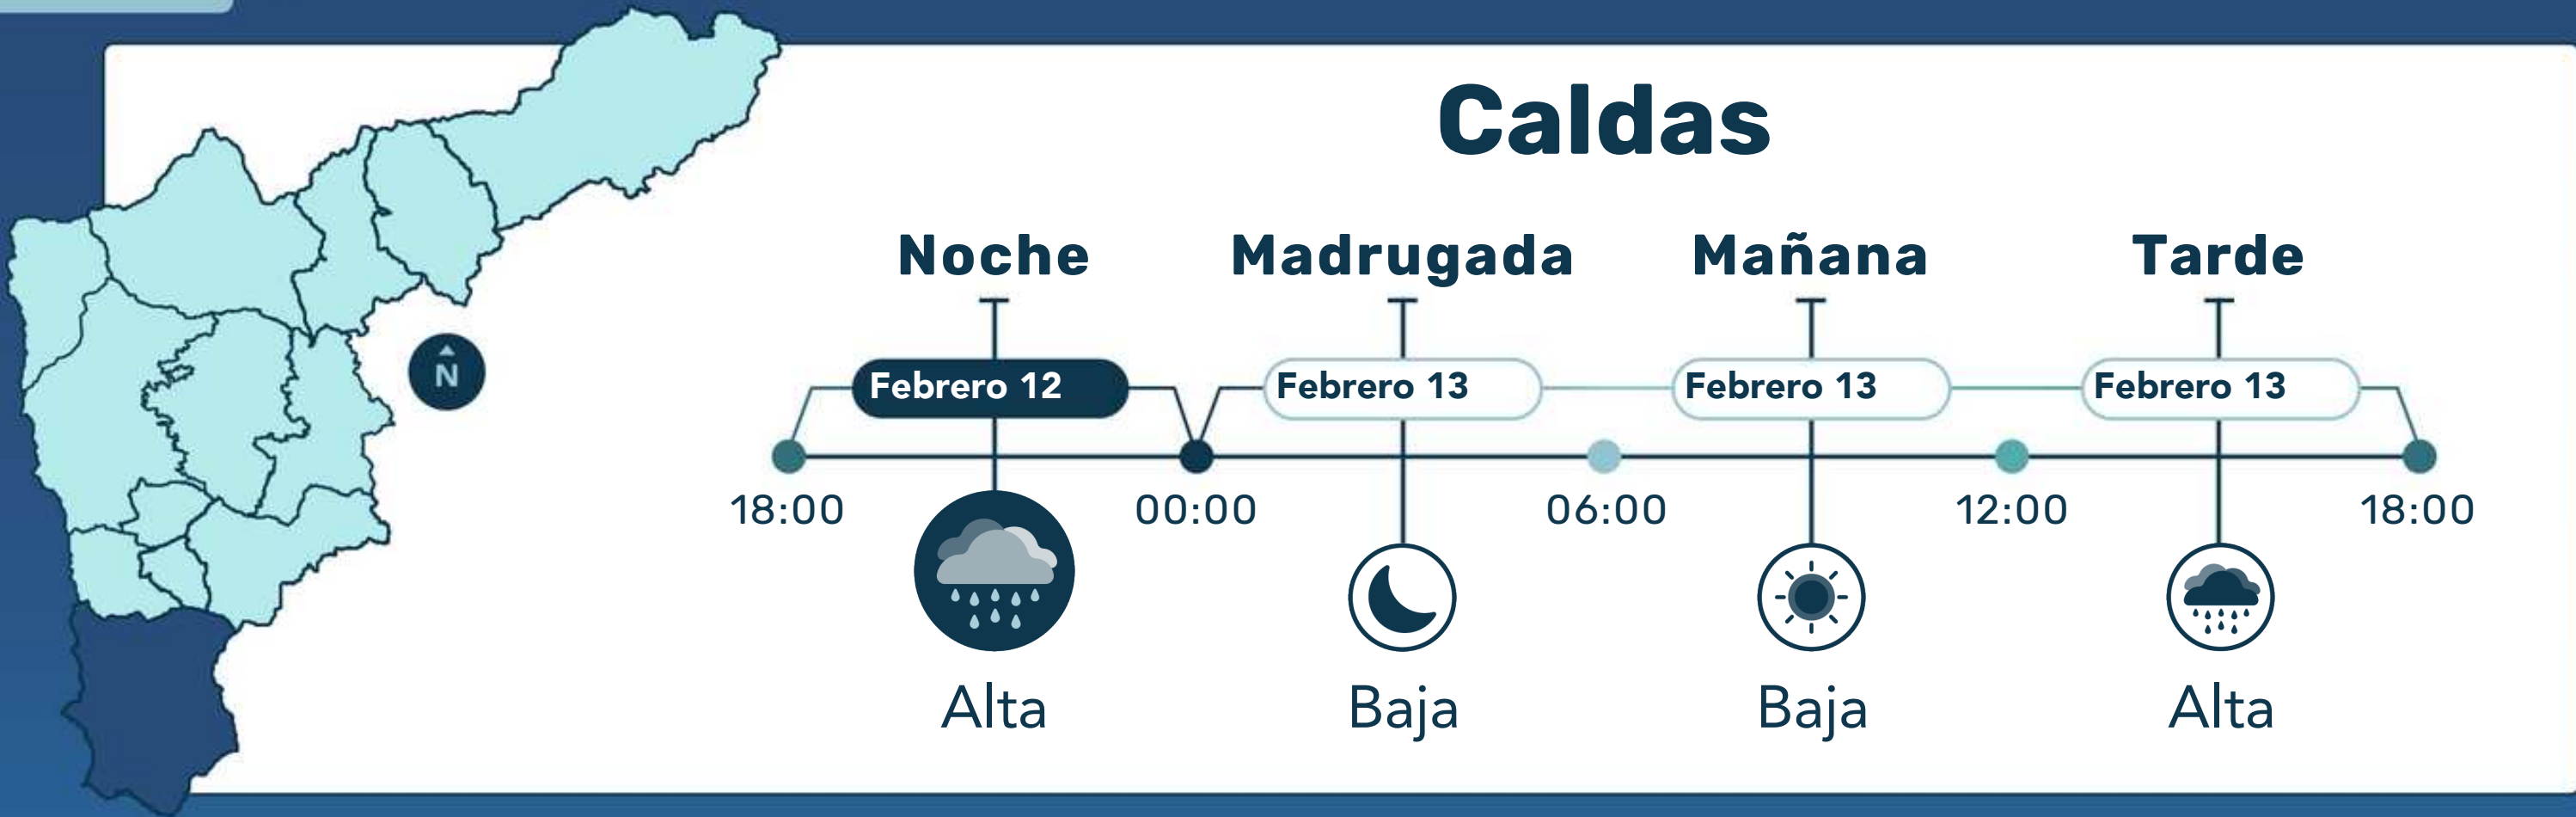 Caldas
Noche Madrugada Mañana Tarde
Febrero 12 Febrero 13 Febrero 13 Febrero 13
N
18:00 00:00 06:00 12:00 18:00
Alta Baja Baja Alta